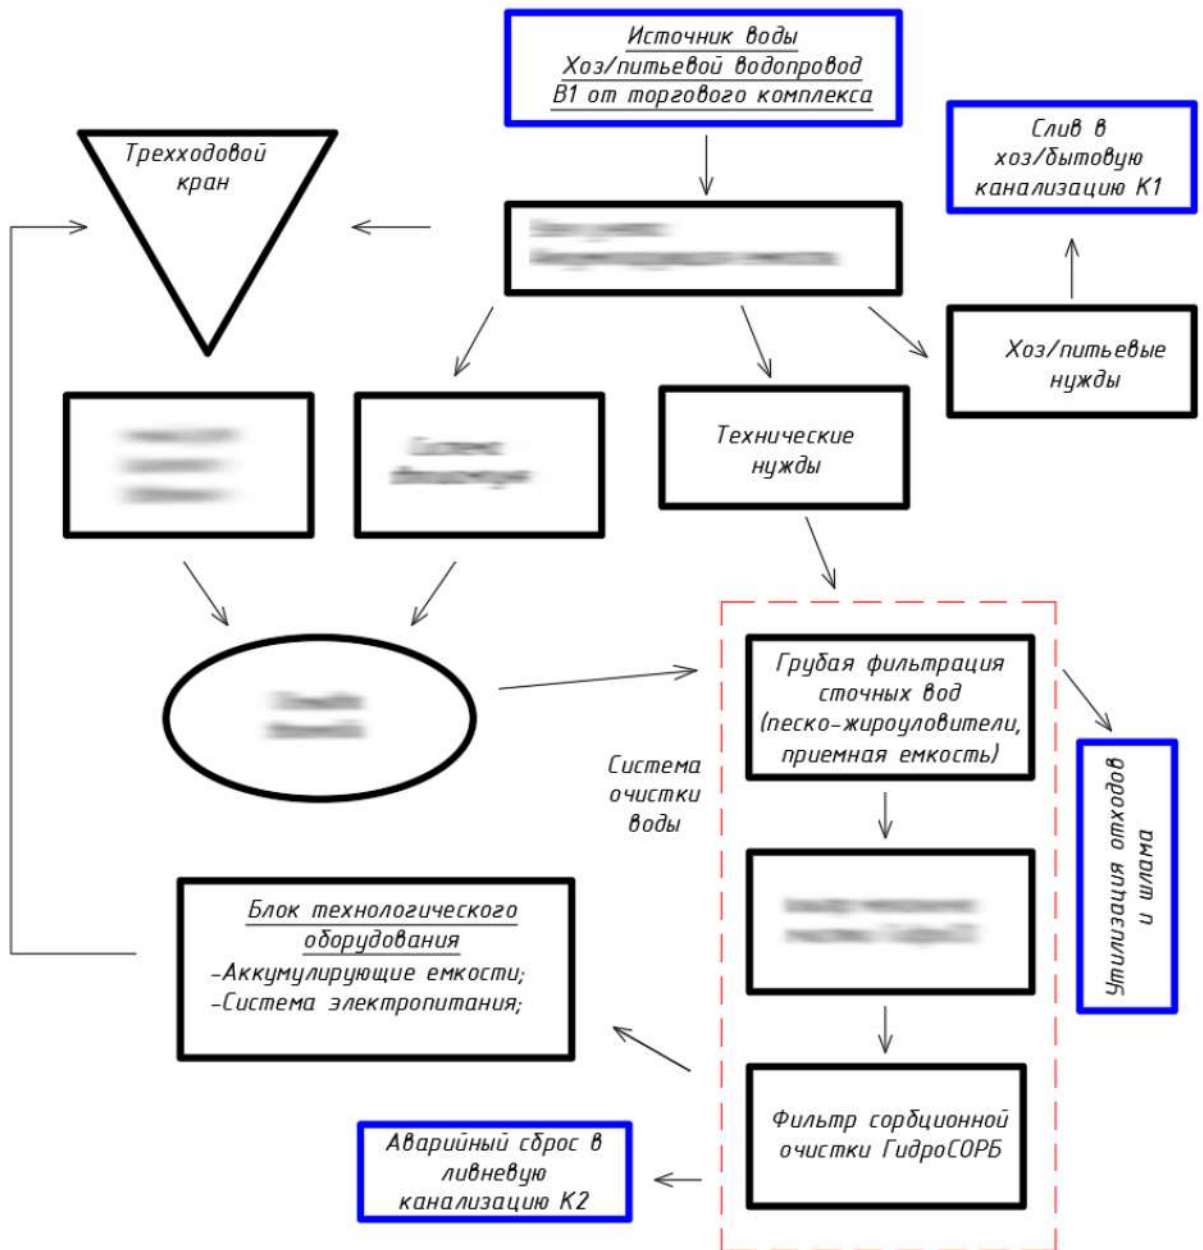 Источник воды
Хоз/питьевой водопровод
В1 от торгового комплекса
Слив в
хоз/бытовую
канализацию К1
Трехходовой
кран
Хоз/питьевые
нужды
Технические
нужды
Система
Грубая фильтрация
сточных вод
(песко-жироуловители,
приемная емкость)
Система
очистки
воды
Утилизация отходов
и шлама
Блок технологического
оборудования
-Аккумулирующие емкости;
-Система электропитания;
Фильтр сорбционной
очистки ГидроСОРБ
Аварийный сброс в
ливневую
канализацию К2